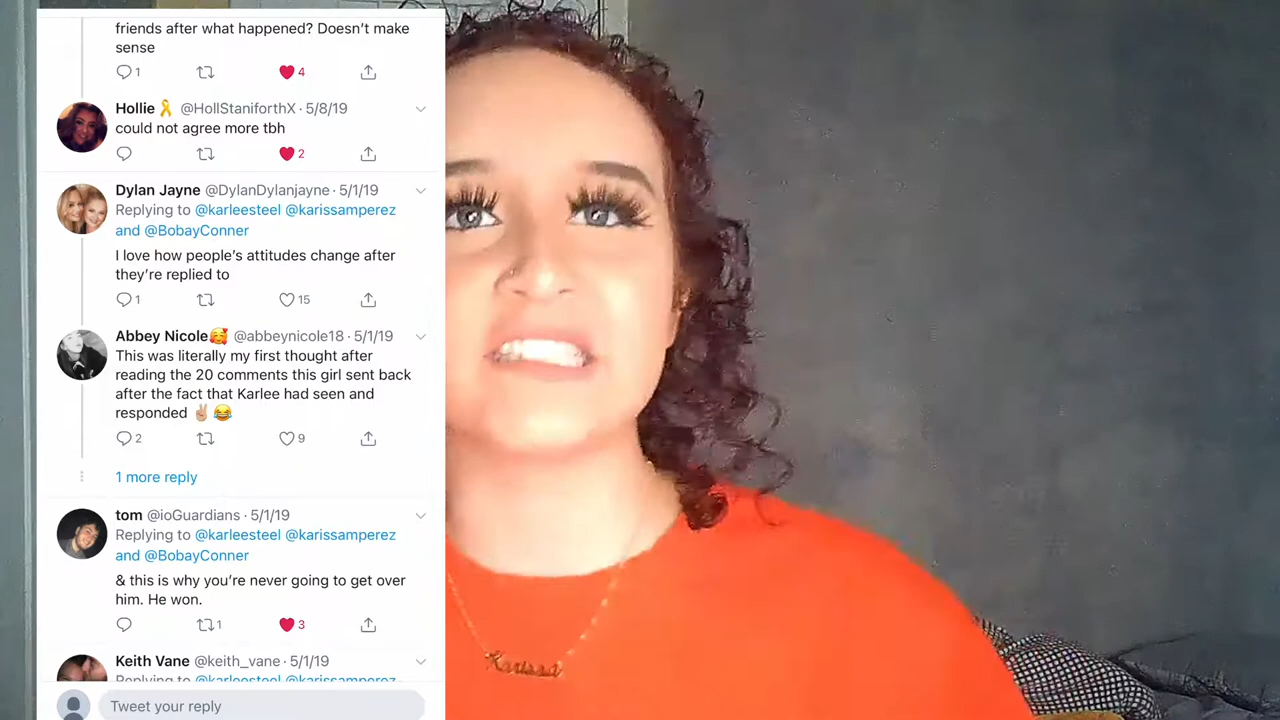 friends after what happened? Doesn't make
sense
1
4
Hollie 🎗 @HollStaniforthX · 5/8/19
could not agree more tbh
2
Dylan Jayne @DylanDylanjayne · 5/1/19
Replying to @karleesteel @karissamperez
and @BobayConner
I love how people's attitudes change after
they're replied to
1
15
Abbey Nicole🥰 @abbeynicole18 · 5/1/19
This was literally my first thought after
reading the 20 comments this girl sent back
after the fact that Karlee had seen and
responded ✌🏼😂
2
9
1 more reply
tom @ioGuardians · 5/1/19
Replying to @karleesteel @karissamperez
and @BobayConner
& this is why you're never going to get over
him. He won.
1
3
Keith Vane @keith_vane · 5/1/19
Replying to @karleesteel @karissamperez
Tweet your reply
Karissa